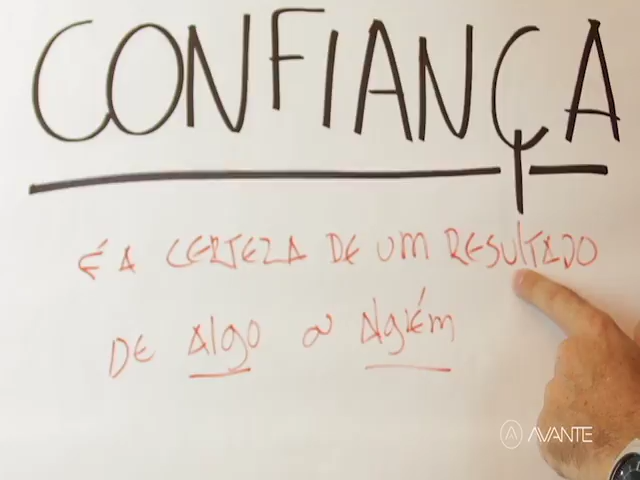 CONFIANÇA
É A CERTEZA DE UM RESULTADO
DE Algo ou Alguém
AVANTE